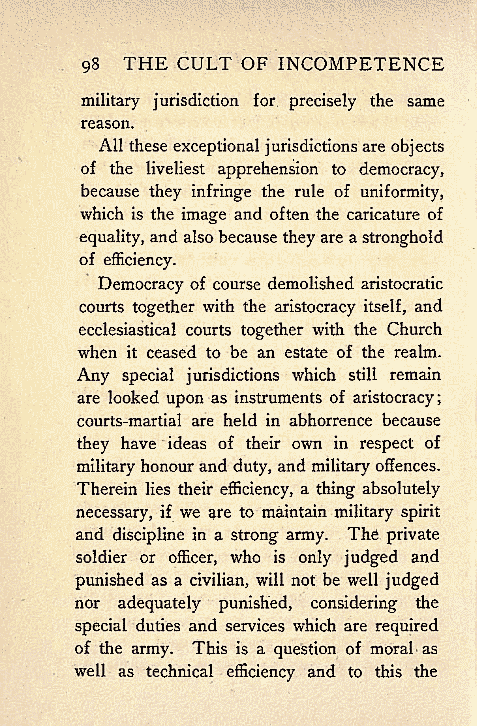 98 THE CULT OF INCOMPETENCE
military jurisdiction for precisely the same
reason.
All these exceptional jurisdictions are objects
of the liveliest apprehension to democracy,
because they infringe the rule of uniformity,
which is the image and often the caricature of
equality, and also because they are a stronghold
of efficiency.
Democracy of course demolished aristocratic
courts together with the aristocracy itself, and
ecclesiastical courts together with the Church
when it ceased to be an estate of the realm.
Any special jurisdictions which still remain
are looked upon as instruments of aristocracy;
courts-martial are held in abhorrence because
they have ideas of their own in respect of
military honour and duty, and military offences.
Therein lies their efficiency, a thing absolutely
necessary, if we are to maintain military spirit
and discipline in a strong army. The private
soldier or officer, who is only judged and
punished as a civilian, will not be well judged
nor adequately punished, considering the
special duties and services which are required
of the army. This is a question of moral as
well as technical efficiency and to this the